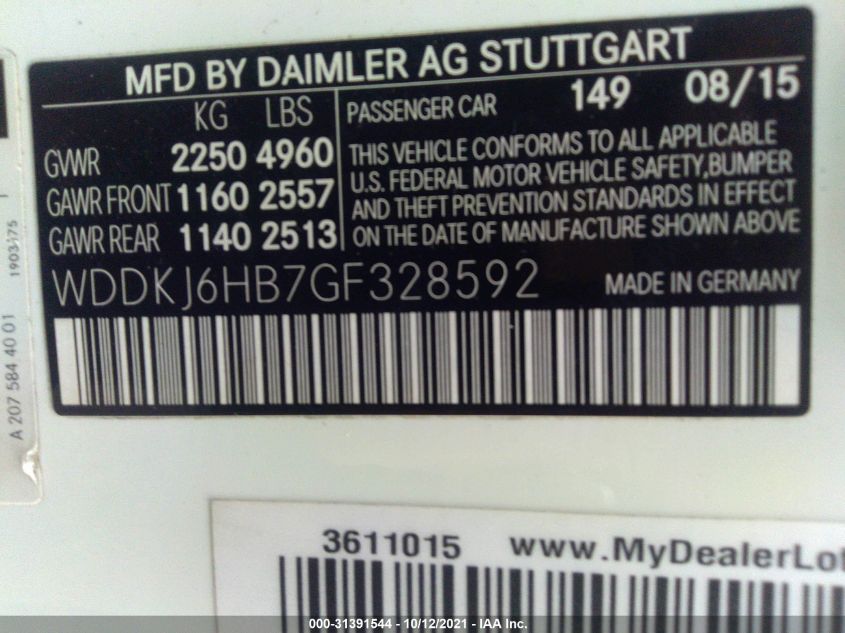 MFD BY DAIMLER AG STUTTGART
KG LBS
PASSENGER CAR 149 08/15
GVWR 2250 4960
GAWR FRONT 1160 2557
GAWR REAR 1140 2513
THIS VEHICLE CONFORMS TO ALL APPLICABLE
U.S. FEDERAL MOTOR VEHICLE SAFETY,BUMPER
AND THEFT PREVENTION STANDARDS IN EFFECT
ON THE DATE OF MANUFACTURE SHOWN ABOVE
WDDKJ6HB7GF328592 MADE IN GERMANY
A 207 584 40 01
3611015 www.MyDealerLot
000-31391544 - 10/12/2021 - IAA Inc.